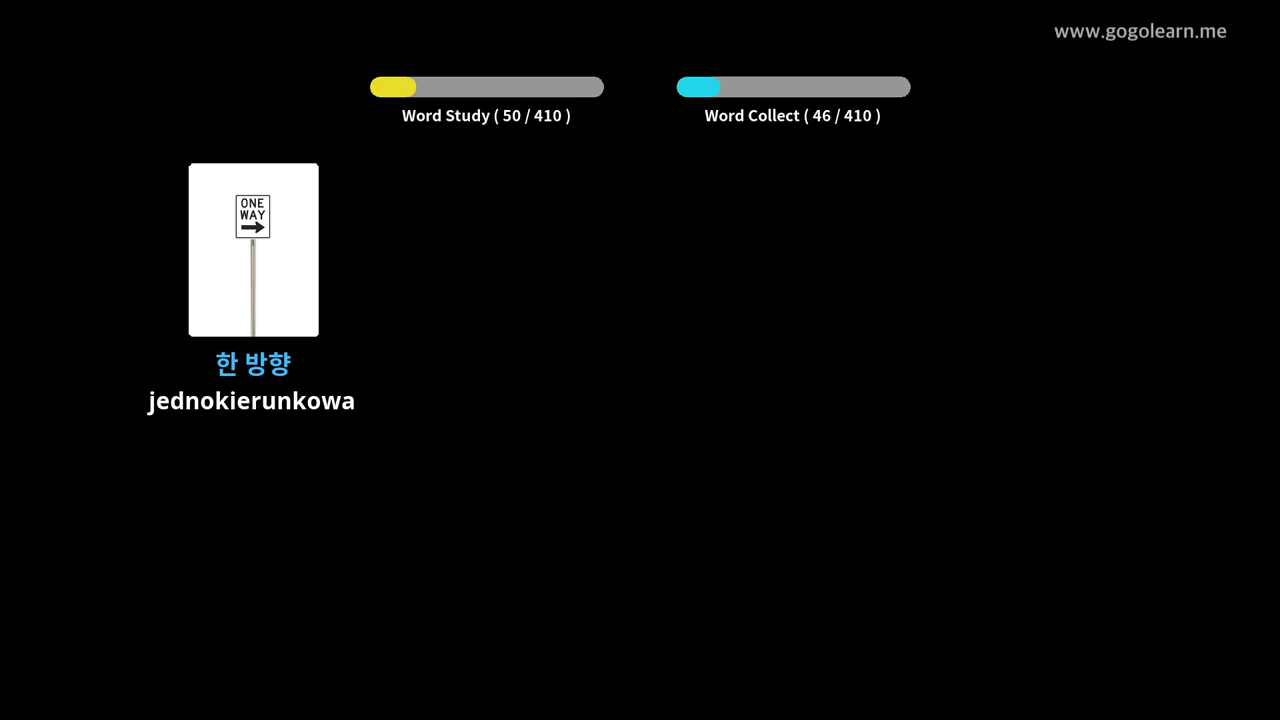 www.gogolearn.me
Word Study ( 50 / 410 )
Word Collect ( 46 / 410 )
ONE
WAY
한 방향
jednokierunkowa